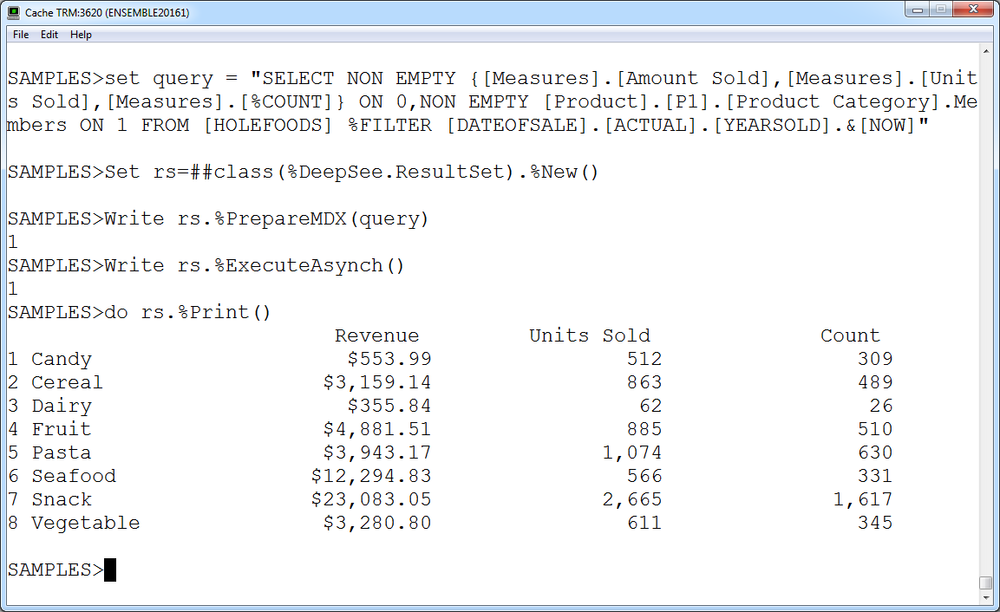 Cache TRM:3620 (ENSEMBLE20161)
File Edit Help
SAMPLES>set query = "SELECT NON EMPTY {[Measures].[Amount Sold],[Measures].[Unit
s Sold],[Measures].[%COUNT]} ON 0,NON EMPTY [Product].[P1].[Product Category].Me
mbers ON 1 FROM [HOLEFOODS] %FILTER [DATEOFSALE].[ACTUAL].[YEARSOLD].&[NOW]"
SAMPLES>Set rs=##class(%DeepSee.ResultSet).%New()
SAMPLES>Write rs.%PrepareMDX(query)
1
SAMPLES>Write rs.%ExecuteAsynch()
1
SAMPLES>do rs.%Print()
Revenue Units Sold Count
1 Candy $553.99 512 309
2 Cereal $3,159.14 863 489
3 Dairy $355.84 62 26
4 Fruit $4,881.51 885 510
5 Pasta $3,943.17 1,074 630
6 Seafood $12,294.83 566 331
7 Snack $23,083.05 2,665 1,617
8 Vegetable $3,280.80 611 345
SAMPLES>